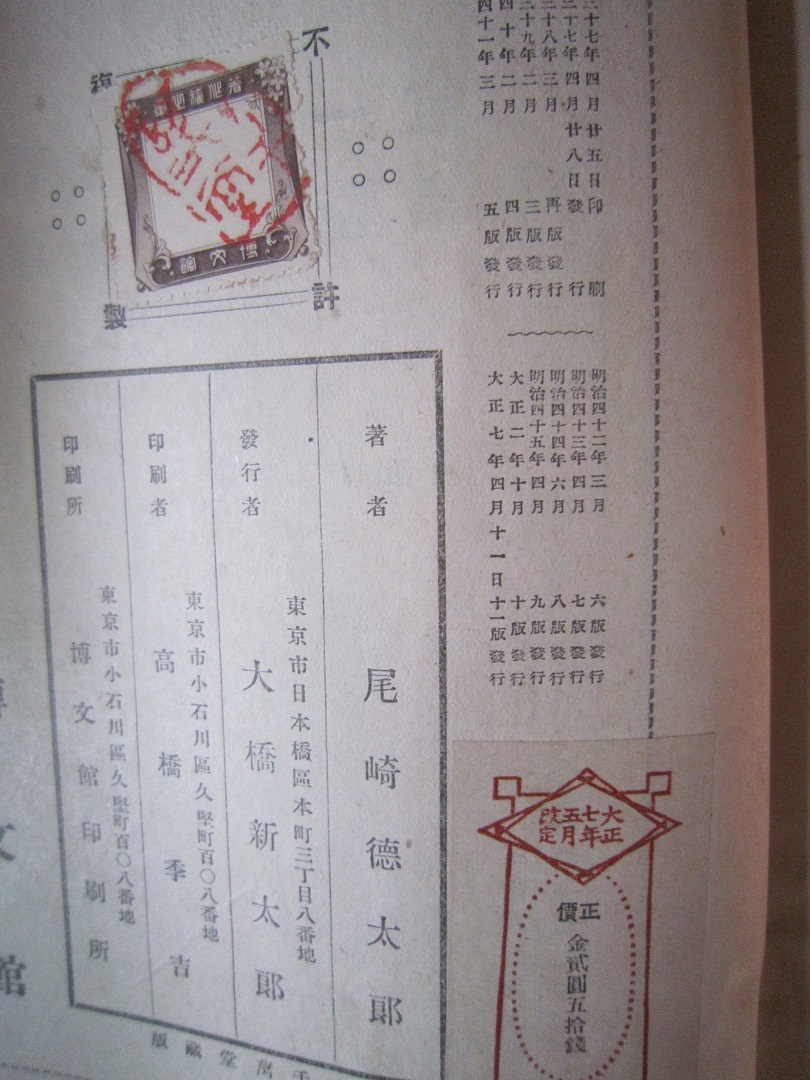 三十七年四月廿五日印刷
三十七年四月廿八日發行
三十八年三月再版發行
三十九年二月三版發行
四十年二月四版發行
四十一年三月五版發行
明治四十二年三月六版發行
明治四十三年四月七版發行
明治四十四年六月八版發行
明治四十五年四月九版發行
大正二年十月十版發行
大正七年四月十一日十一版發行
大正七年五月改定
正價
金貳圓五拾錢
不許
複製
博文館
著者
尾崎德太郎
東京市日本橋區本町三丁目八番地
發行者
大橋新太郎
東京市小石川區久堅町百〇八番地
印刷者
高橋季吉
東京市小石川區久堅町百〇八番地
印刷所
博文館印刷所
千萬堂藏版
文館